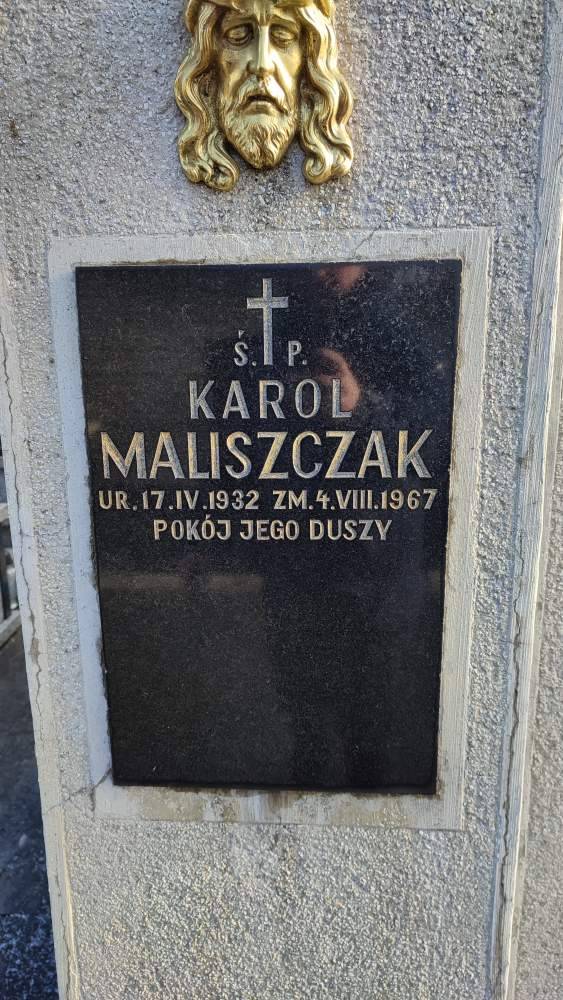 Ś. P.
KAROL
MALISZCZAK
UR. 17.IV.1932 ZM. 4.VIII.1967
POKÓJ JEGO DUSZY